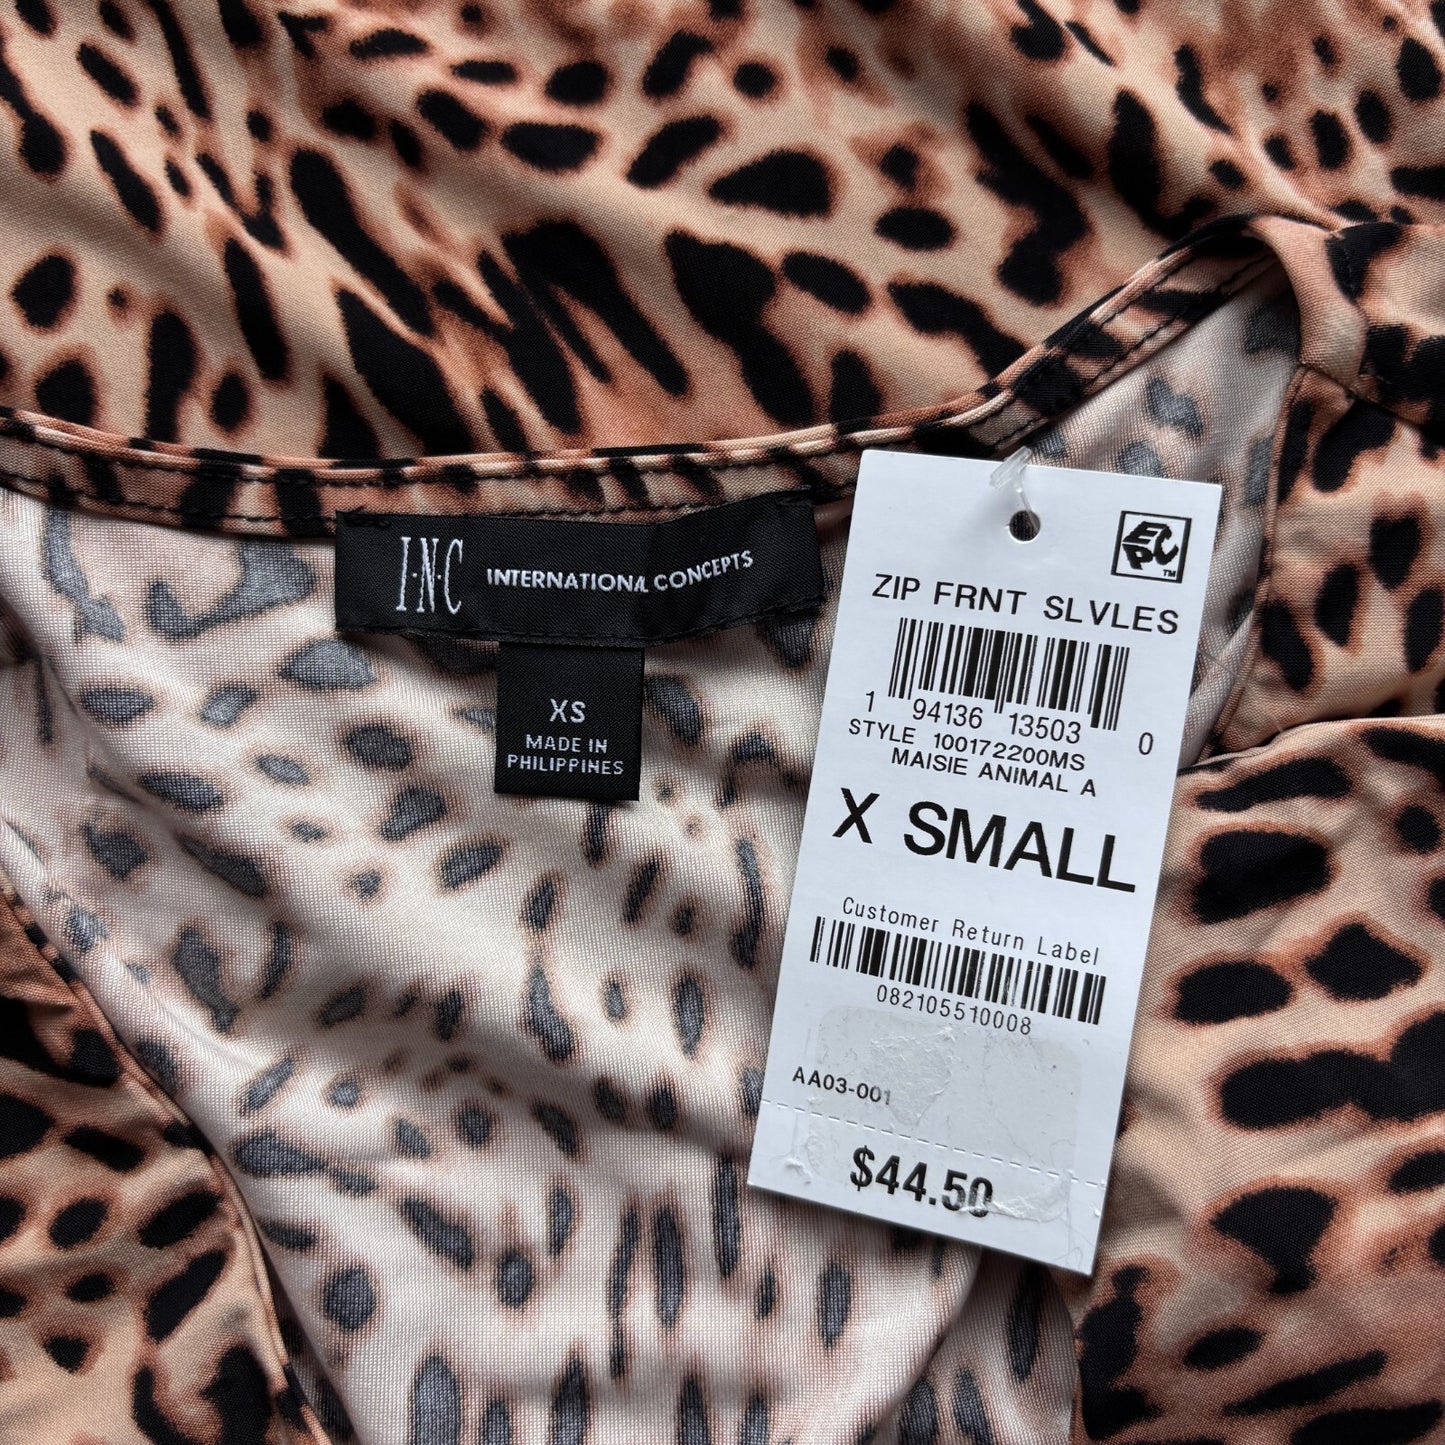 I·N·C INTERNATIONAL CONCEPTS
XS
MADE IN
PHILIPPINES
EPC™
ZIP FRNT SLVLES
1 94136 13503 0
STYLE 100172200MS
MAISIE ANIMAL A
X SMALL
Customer Return Label
082105510008
AA03-001
$44.50